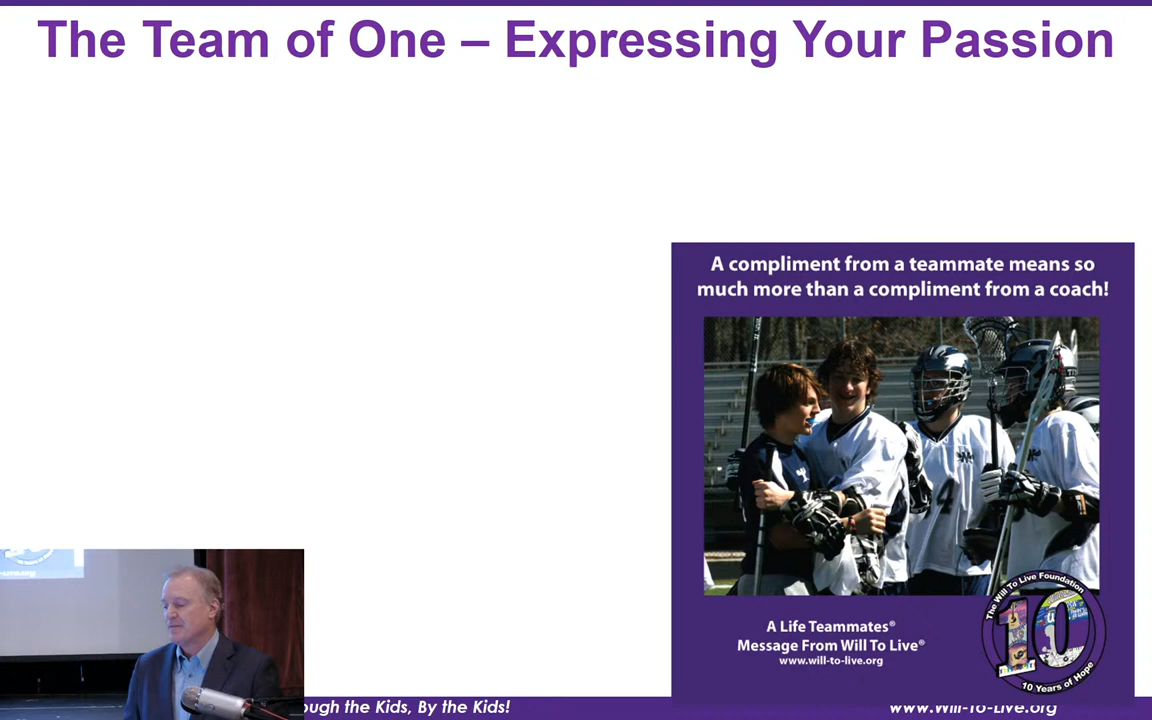 The Team of One – Expressing Your Passion
A compliment from a teammate means so
much more than a compliment from a coach!
4
The Will To Live Foundation
10
10 Years of Hope
A Life Teammates®
Message From Will To Live®
www.will-to-live.org
the Kids, By the Kids!
www.Will-To-Live.org